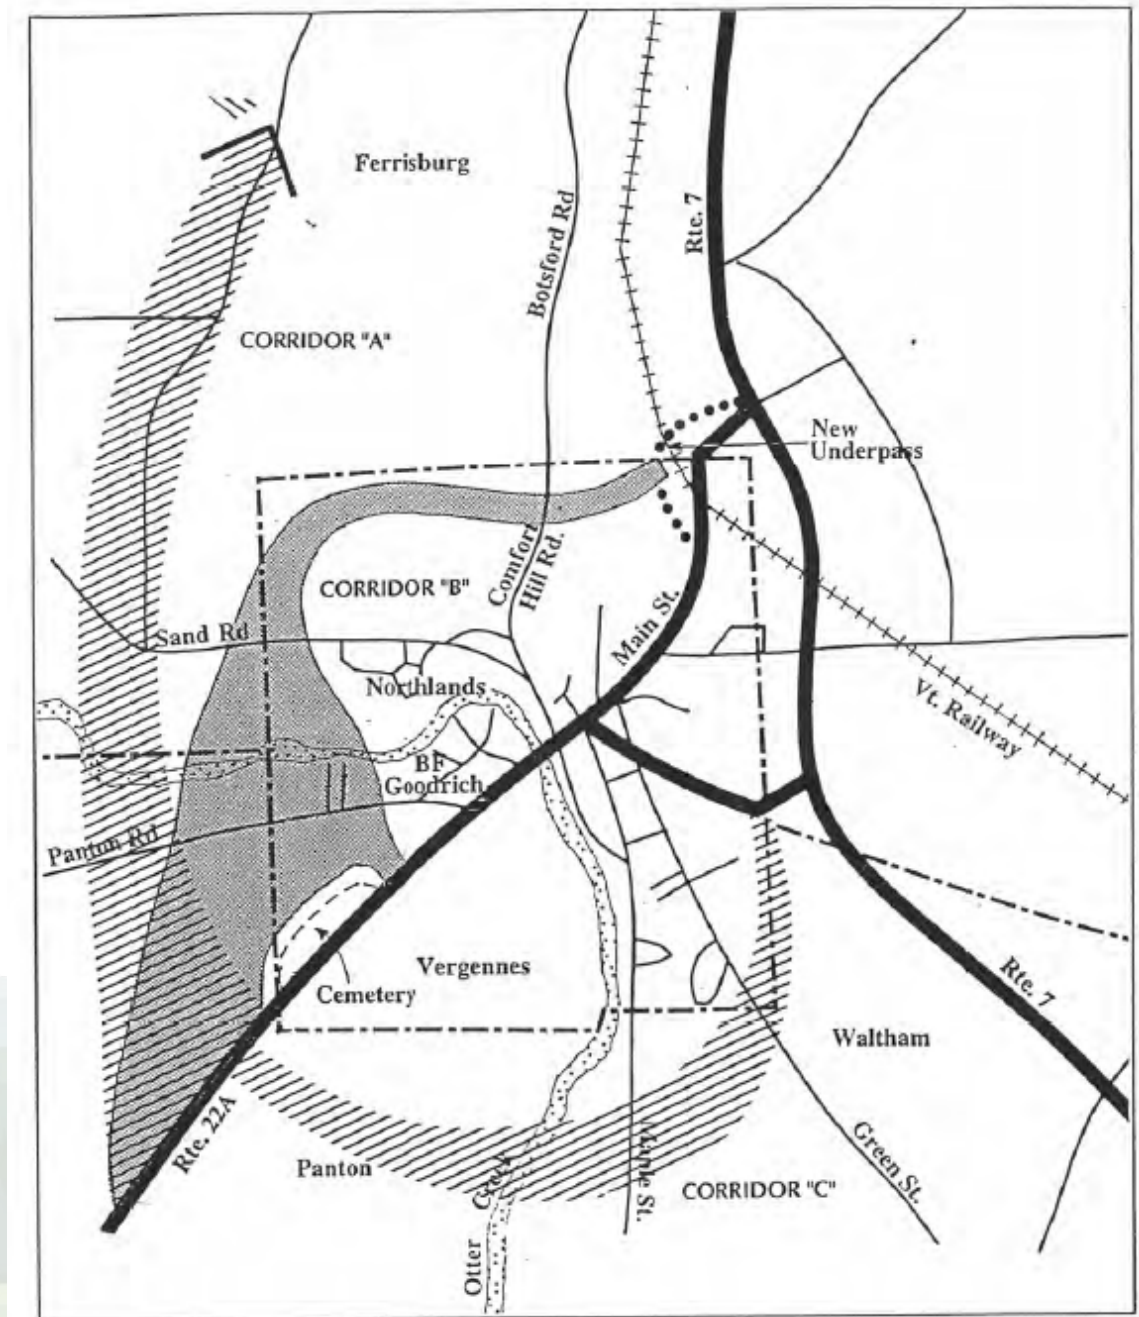 Ferrisburg
Botsford Rd
Rte. 7
CORRIDOR "A"
New
Underpass
Comfort
Hill Rd.
CORRIDOR "B"
Main St.
Sand Rd
Northlands
Vt. Railway
BF
Goodrich
Panton Rd
Vergennes
Cemetery
Rte. 7
Waltham
Rte. 22A
Panton
Maple St.
Green St.
CORRIDOR "C"
Otter
Creek